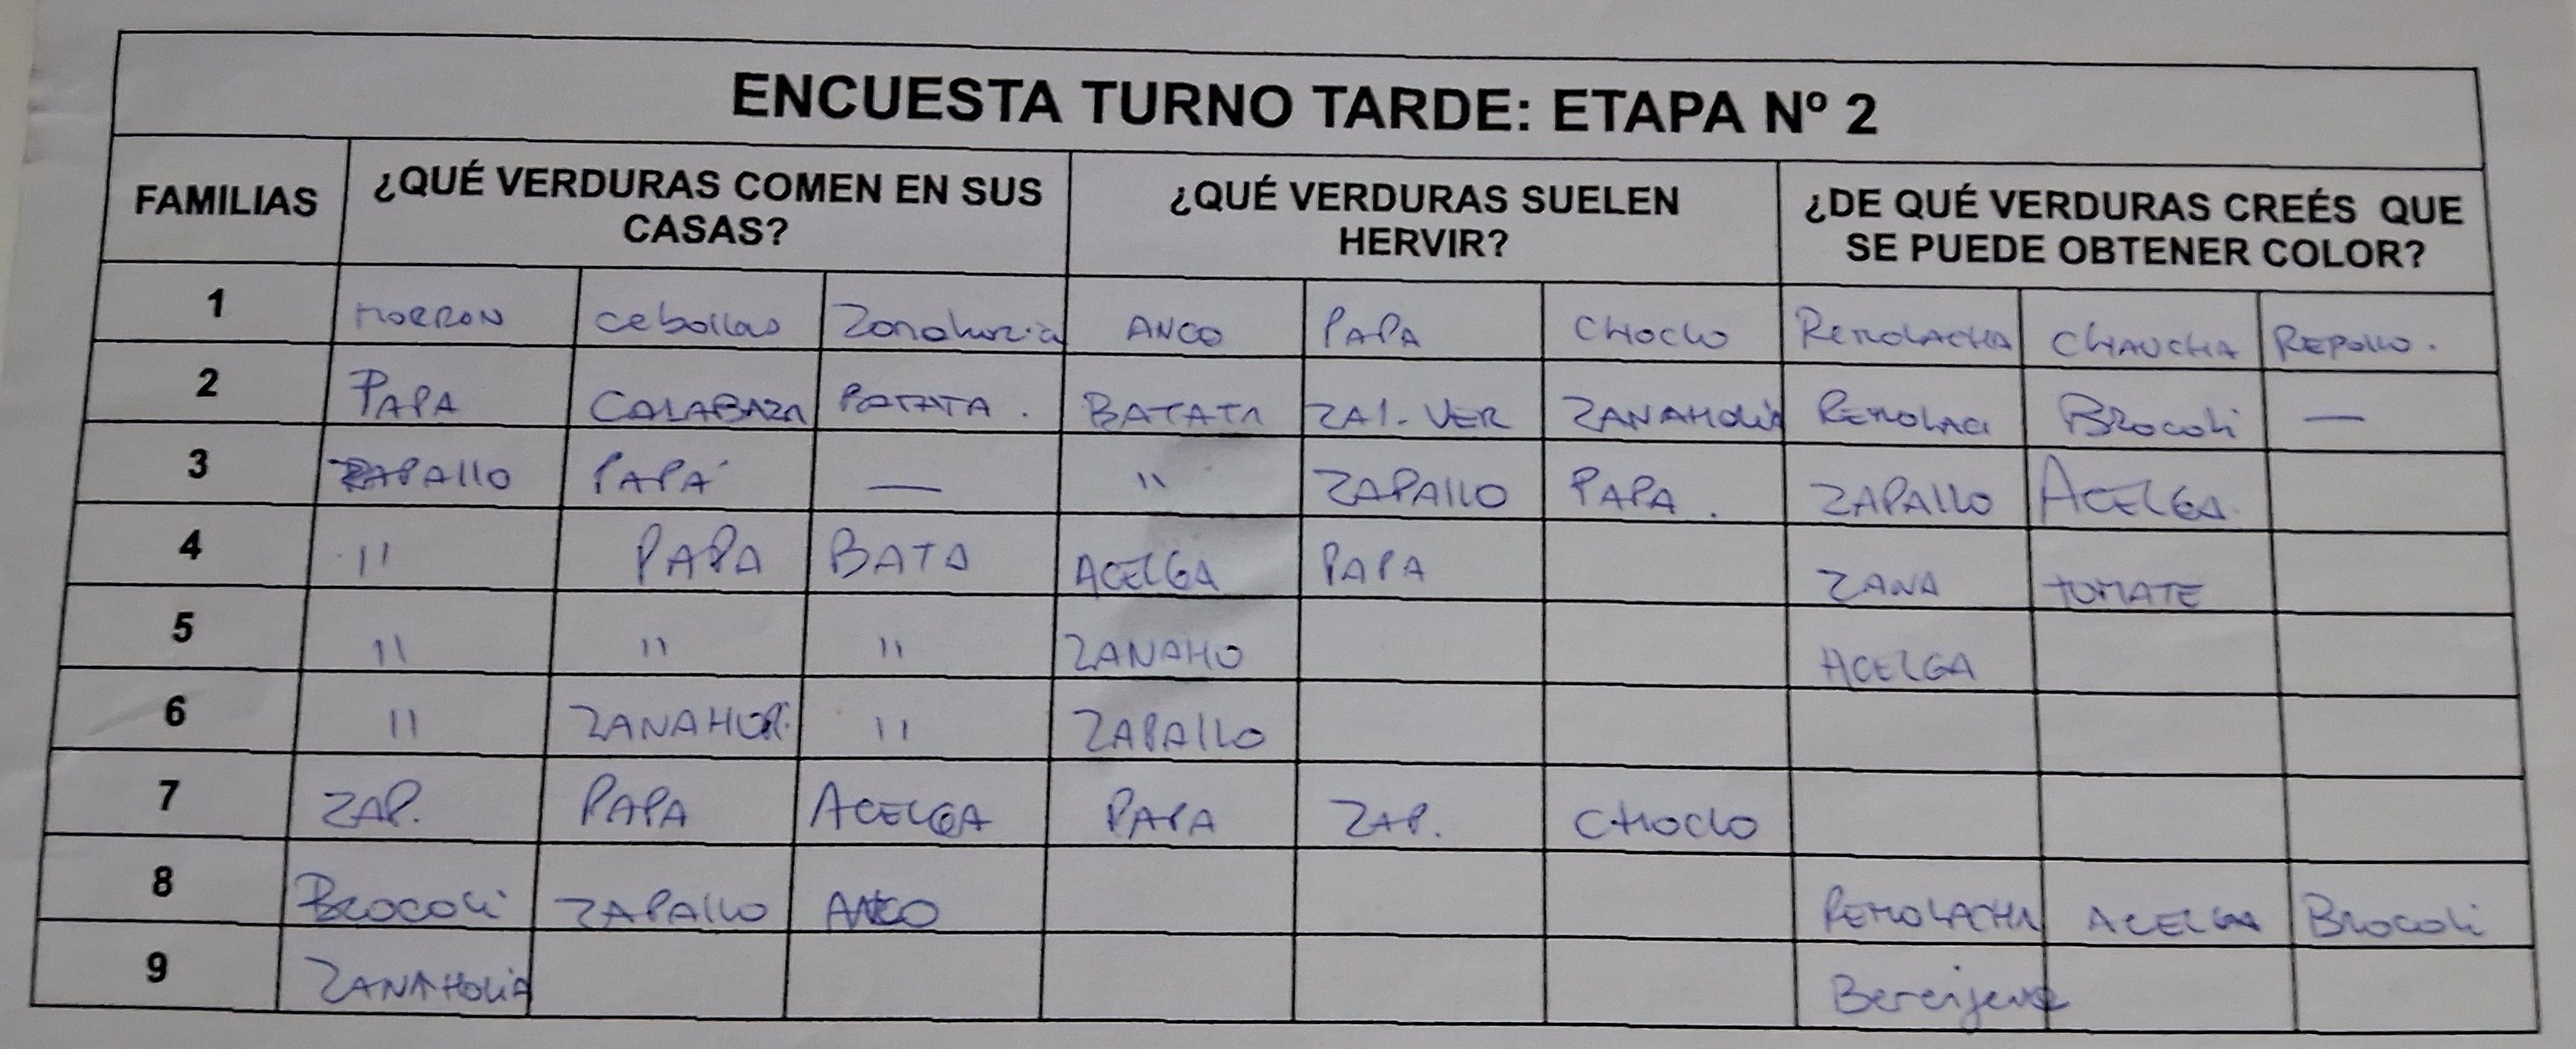 ENCUESTA TURNO TARDE: ETAPA Nº 2
FAMILIAS ¿QUÉ VERDURAS COMEN EN SUS CASAS? ¿QUÉ VERDURAS SUELEN HERVIR? ¿DE QUÉ VERDURAS CREÉS QUE SE PUEDE OBTENER COLOR?
1 MORRON cebollas Zanahoria ANCO PAPA CHOCLO REMOLACHA CHAUCHA REPOLLO.
2 PAPA CALABAZA BATATA. BATATA ZAP. VER ZANAHORIA REMOLAC BROCOLI —
3 ZAPALLO PAPA — " ZAPALLO PAPA. ZAPALLO ACELGA.
4 " PAPA BATA ACELGA PAPA ZANA TOMATE
5 " " " ZANAHO ACELGA
6 " ZANAHOR. " ZAPALLO
7 ZAP. PAPA ACELGA PAPA ZAP. CHOCLO
8 BROCOLI ZAPALLO ANCO REMOLACHA ACELGA BROCOLI
9 ZANAHORIA Berenjena